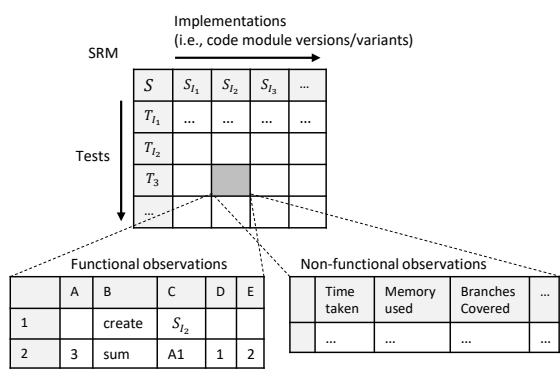 Implementations
(i.e., code module versions/variants)
SRM
S S_{I_1} S_{I_2} S_{I_3} ...
T_{I_1} ... ... ... ...
T_{I_2}
Tests
T_3
...
Functional observations
Non-functional observations
A B C D E
1 create S_{I_2}
2 3 sum A1 1 2
Time taken Memory used Branches Covered ...
... ... ...